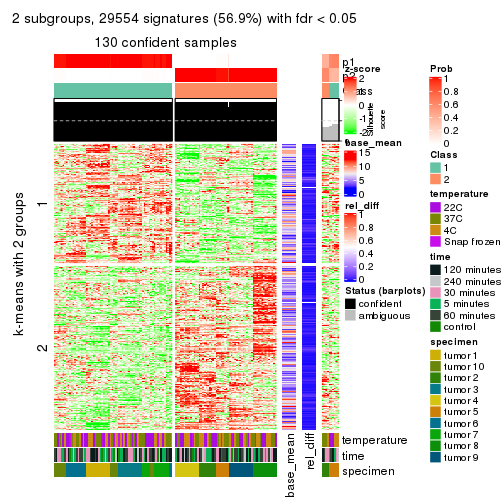 2 subgroups, 29554 signatures (56.9%) with fdr < 0.05
130 confident samples
k-means with 2 groups
1
2
p1
z-score
2
1
0
-1
-2
silhouette
score
base_mean
15
10
5
0
rel_diff
1
0.8
0.6
0.4
0.2
0
Status (barplots)
confident
ambiguous
temperature
time
specimen
base_mean
rel_diff
Prob
1
0.8
0.6
0.4
0.2
0
Class
1
2
temperature
22C
37C
4C
Snap frozen
time
120 minutes
240 minutes
30 minutes
5 minutes
60 minutes
control
specimen
tumor 1
tumor 10
tumor 2
tumor 3
tumor 4
tumor 5
tumor 6
tumor 7
tumor 8
tumor 9